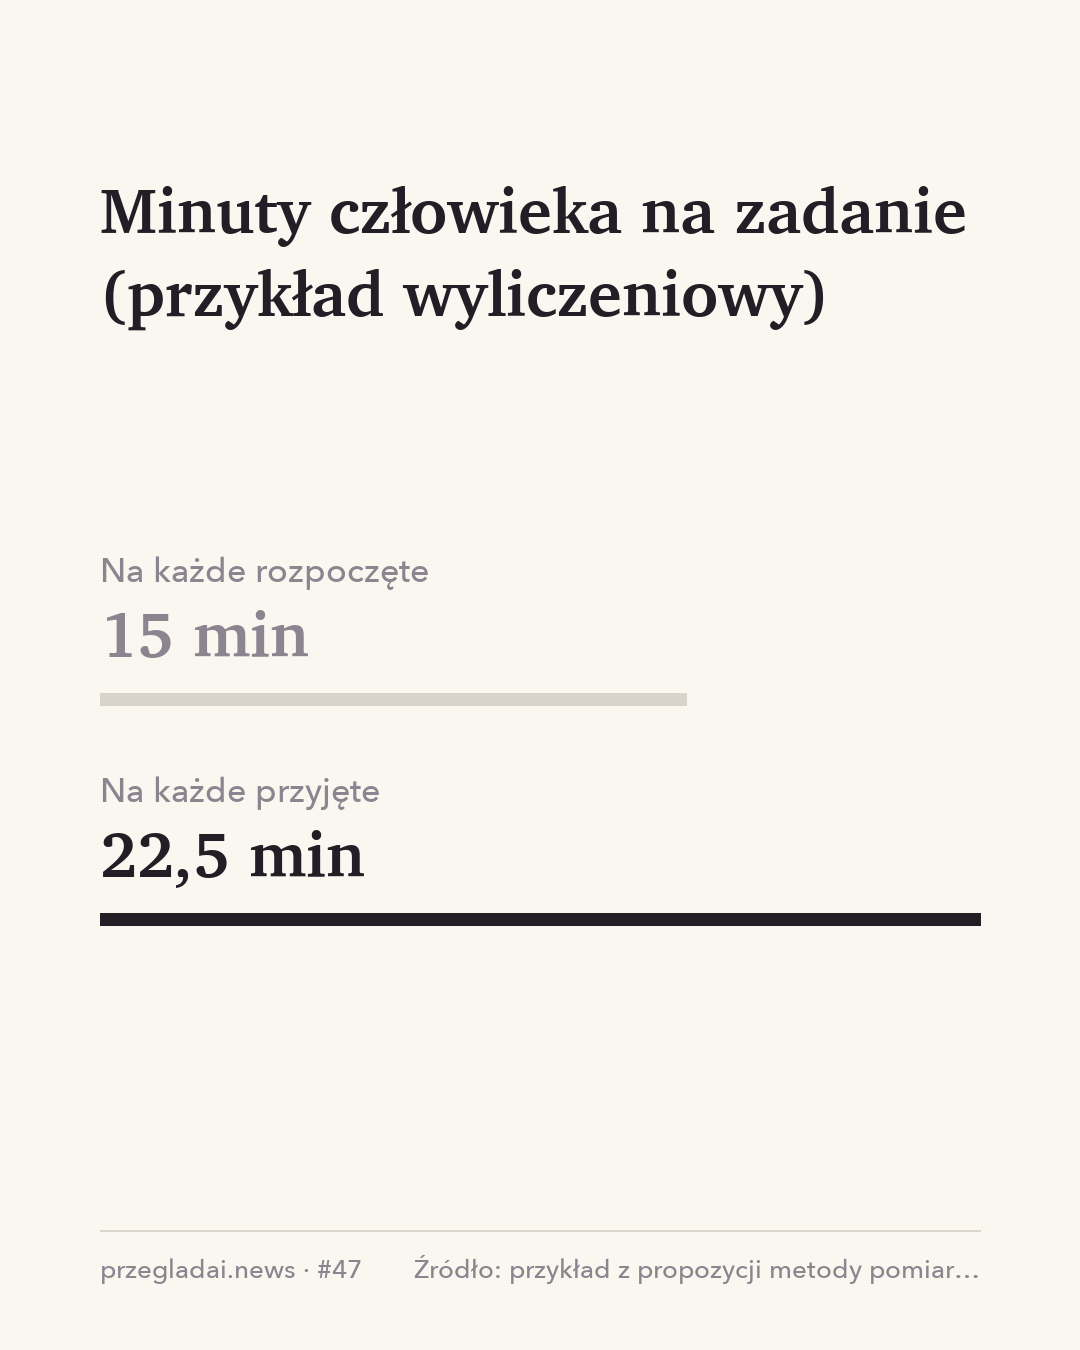 Minuty człowieka na zadanie
(przykład wyliczeniowy)
Na każde rozpoczęte
15 min
Na każde przyjęte
22,5 min
przegladai.news · #47
Źródło: przykład z propozycji metody pomiar…